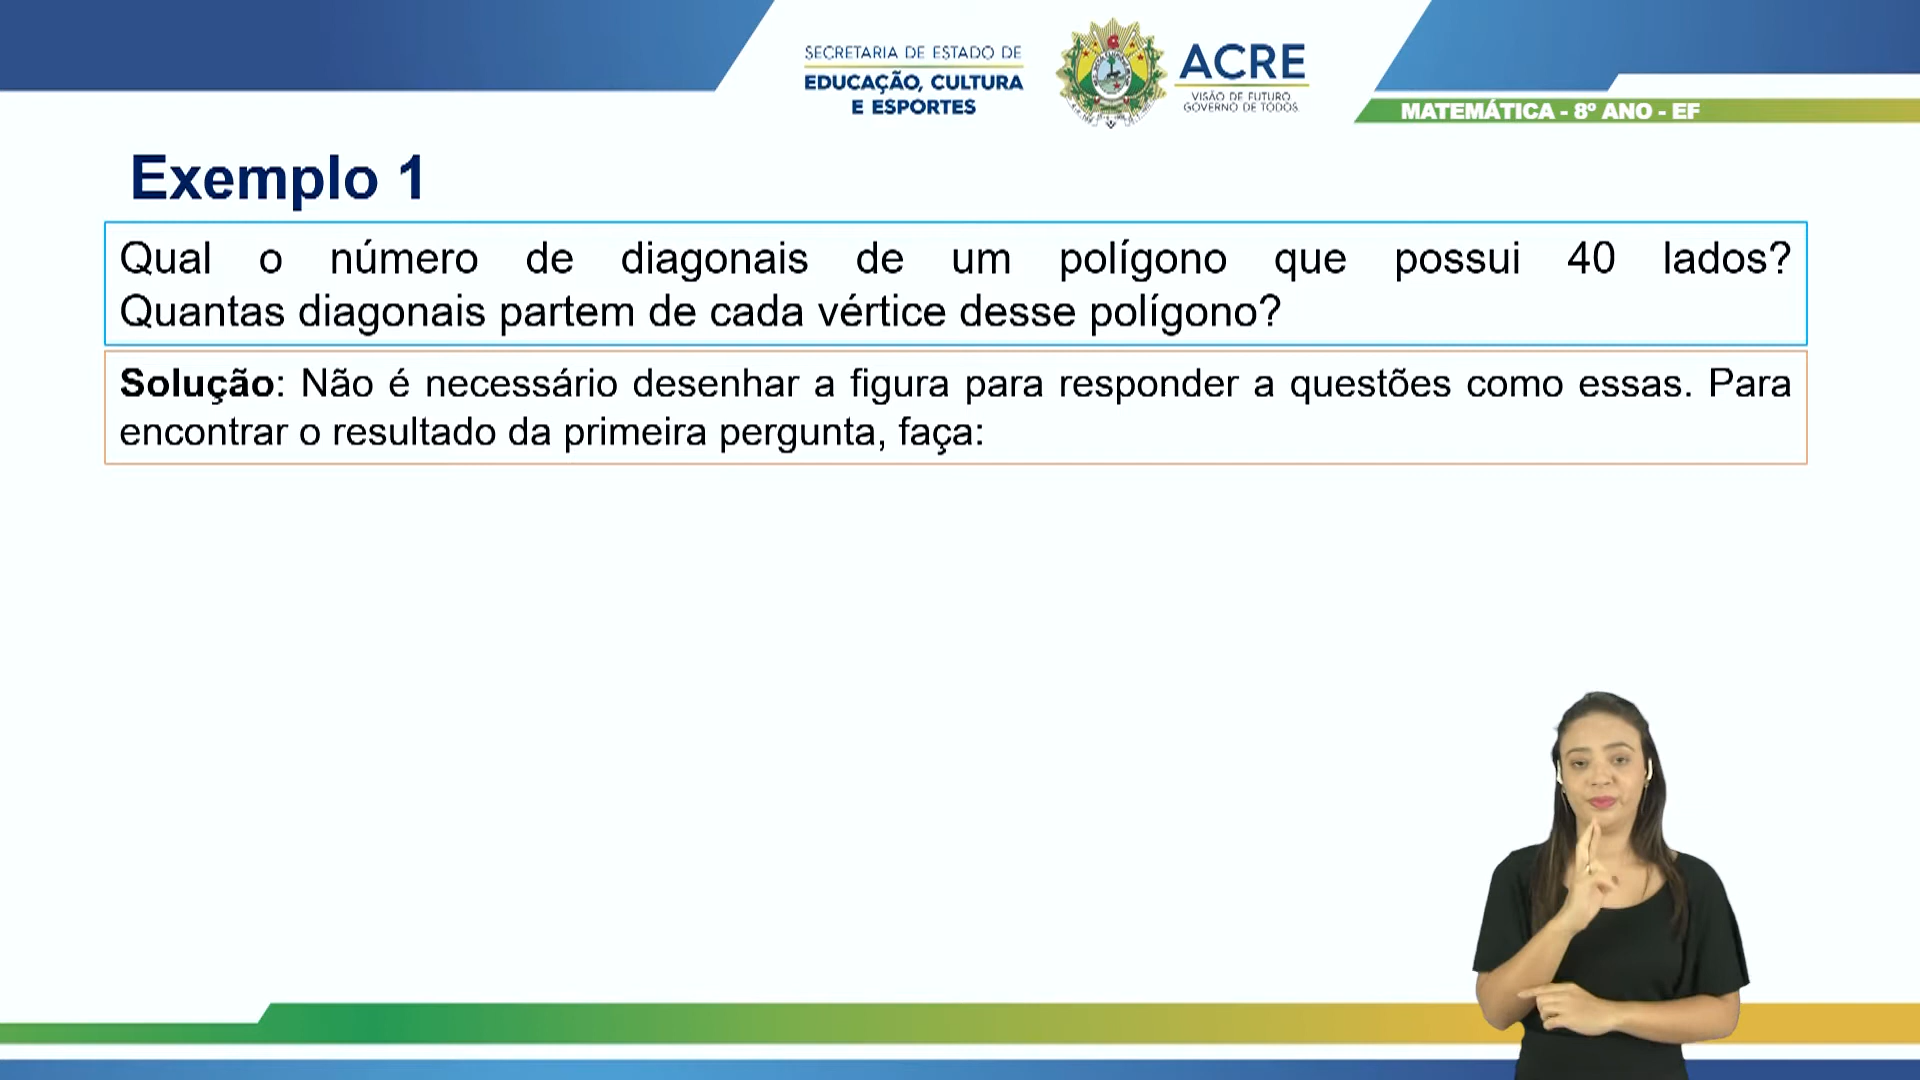 SECRETARIA DE ESTADO DE
EDUCAÇÃO, CULTURA
E ESPORTES
ACRE
VISÃO DE FUTURO
GOVERNO DE TODOS
MATEMÁTICA - 8º ANO - EF
Exemplo 1
Qual o número de diagonais de um polígono que possui 40 lados?
Quantas diagonais partem de cada vértice desse polígono?
Solução: Não é necessário desenhar a figura para responder a questões como essas. Para
encontrar o resultado da primeira pergunta, faça: